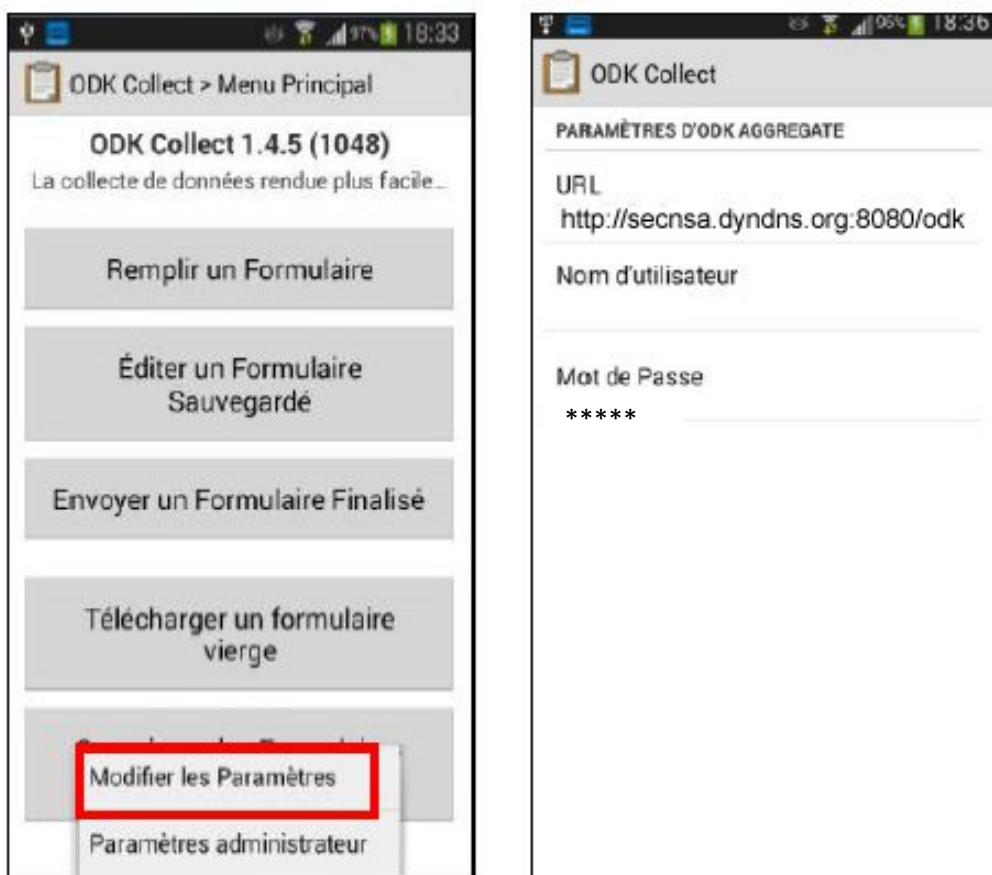 97% 18:33
ODK Collect > Menu Principal
ODK Collect 1.4.5 (1048)
La collecte de données rendue plus facile...
Remplir un Formulaire
Éditer un Formulaire
Sauvegardé
Envoyer un Formulaire Finalisé
Télécharger un formulaire
vierge
Modifier les Paramètres
Paramètres administrateur
96% 18:36
ODK Collect
PARAMÈTRES D'ODK AGGREGATE
URL
http://secnsa.dyndns.org:8080/odk
Nom d'utilisateur
Mot de Passe
*****